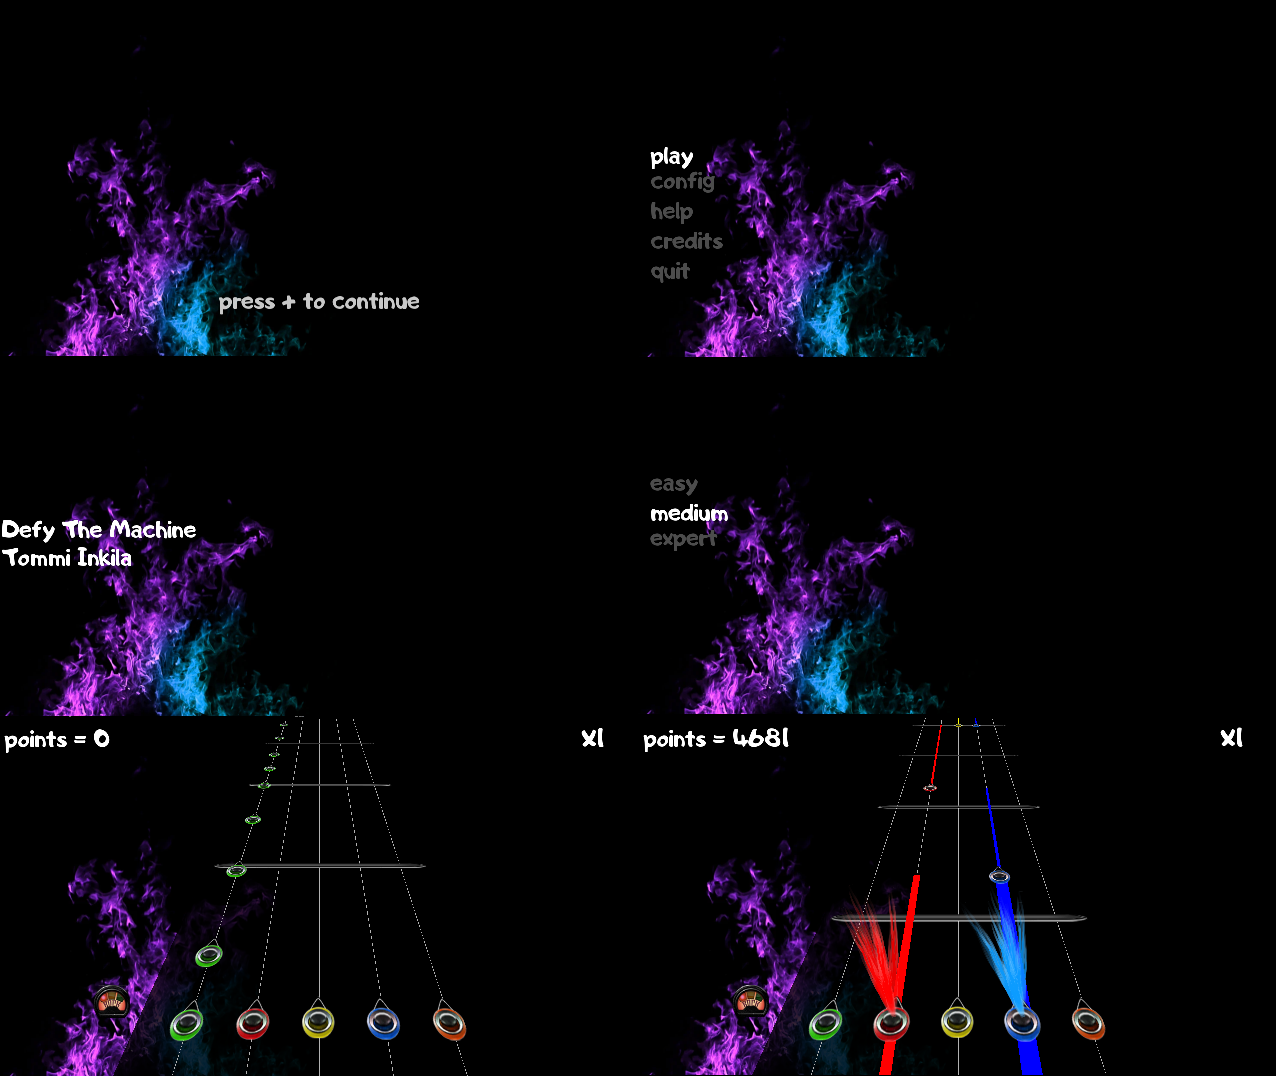 press + to continue
play
config
help
credits
quit
Defy The Machine
Tommi Inkila
easy
medium
expert
points = 0
X1
points = 4681
X1